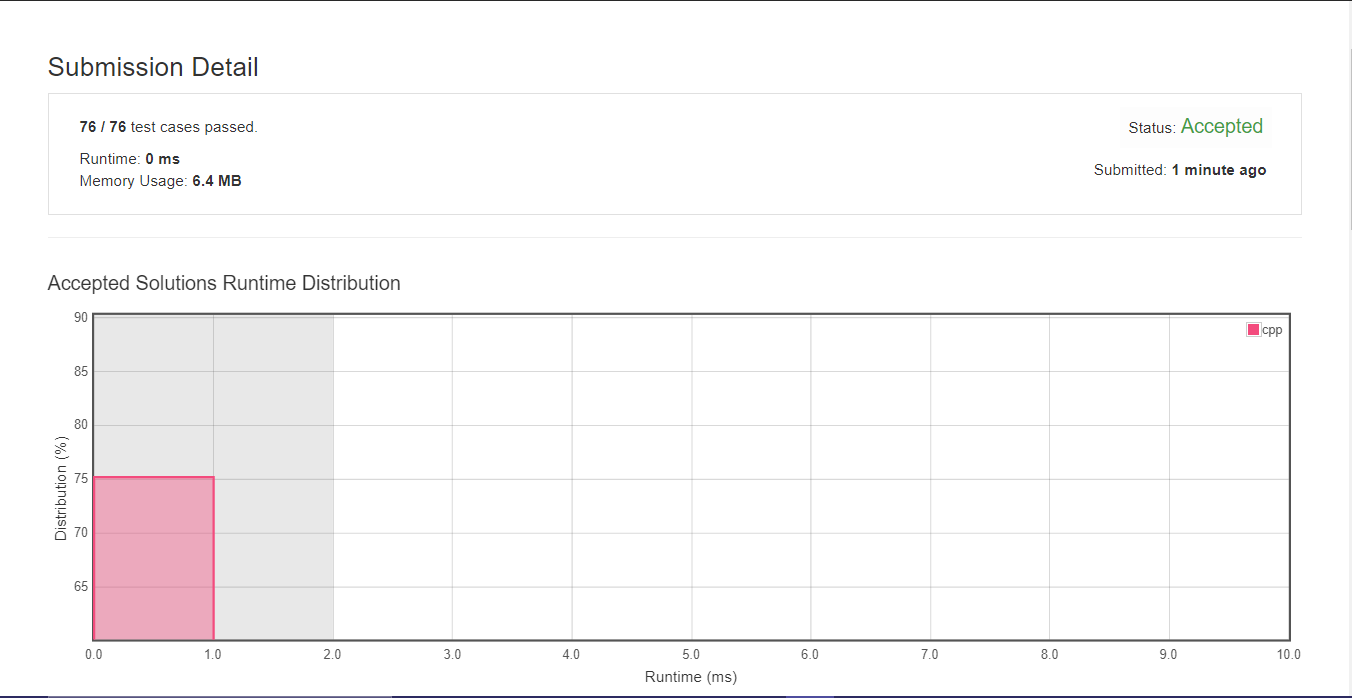 Submission Detail
76 / 76 test cases passed.
Status: Accepted
Runtime: 0 ms
Submitted: 1 minute ago
Memory Usage: 6.4 MB
Accepted Solutions Runtime Distribution
90
cpp
85
80
75
70
65
Distribution (%)
0.0 1.0 2.0 3.0 4.0 5.0 6.0 7.0 8.0 9.0 10.0
Runtime (ms)